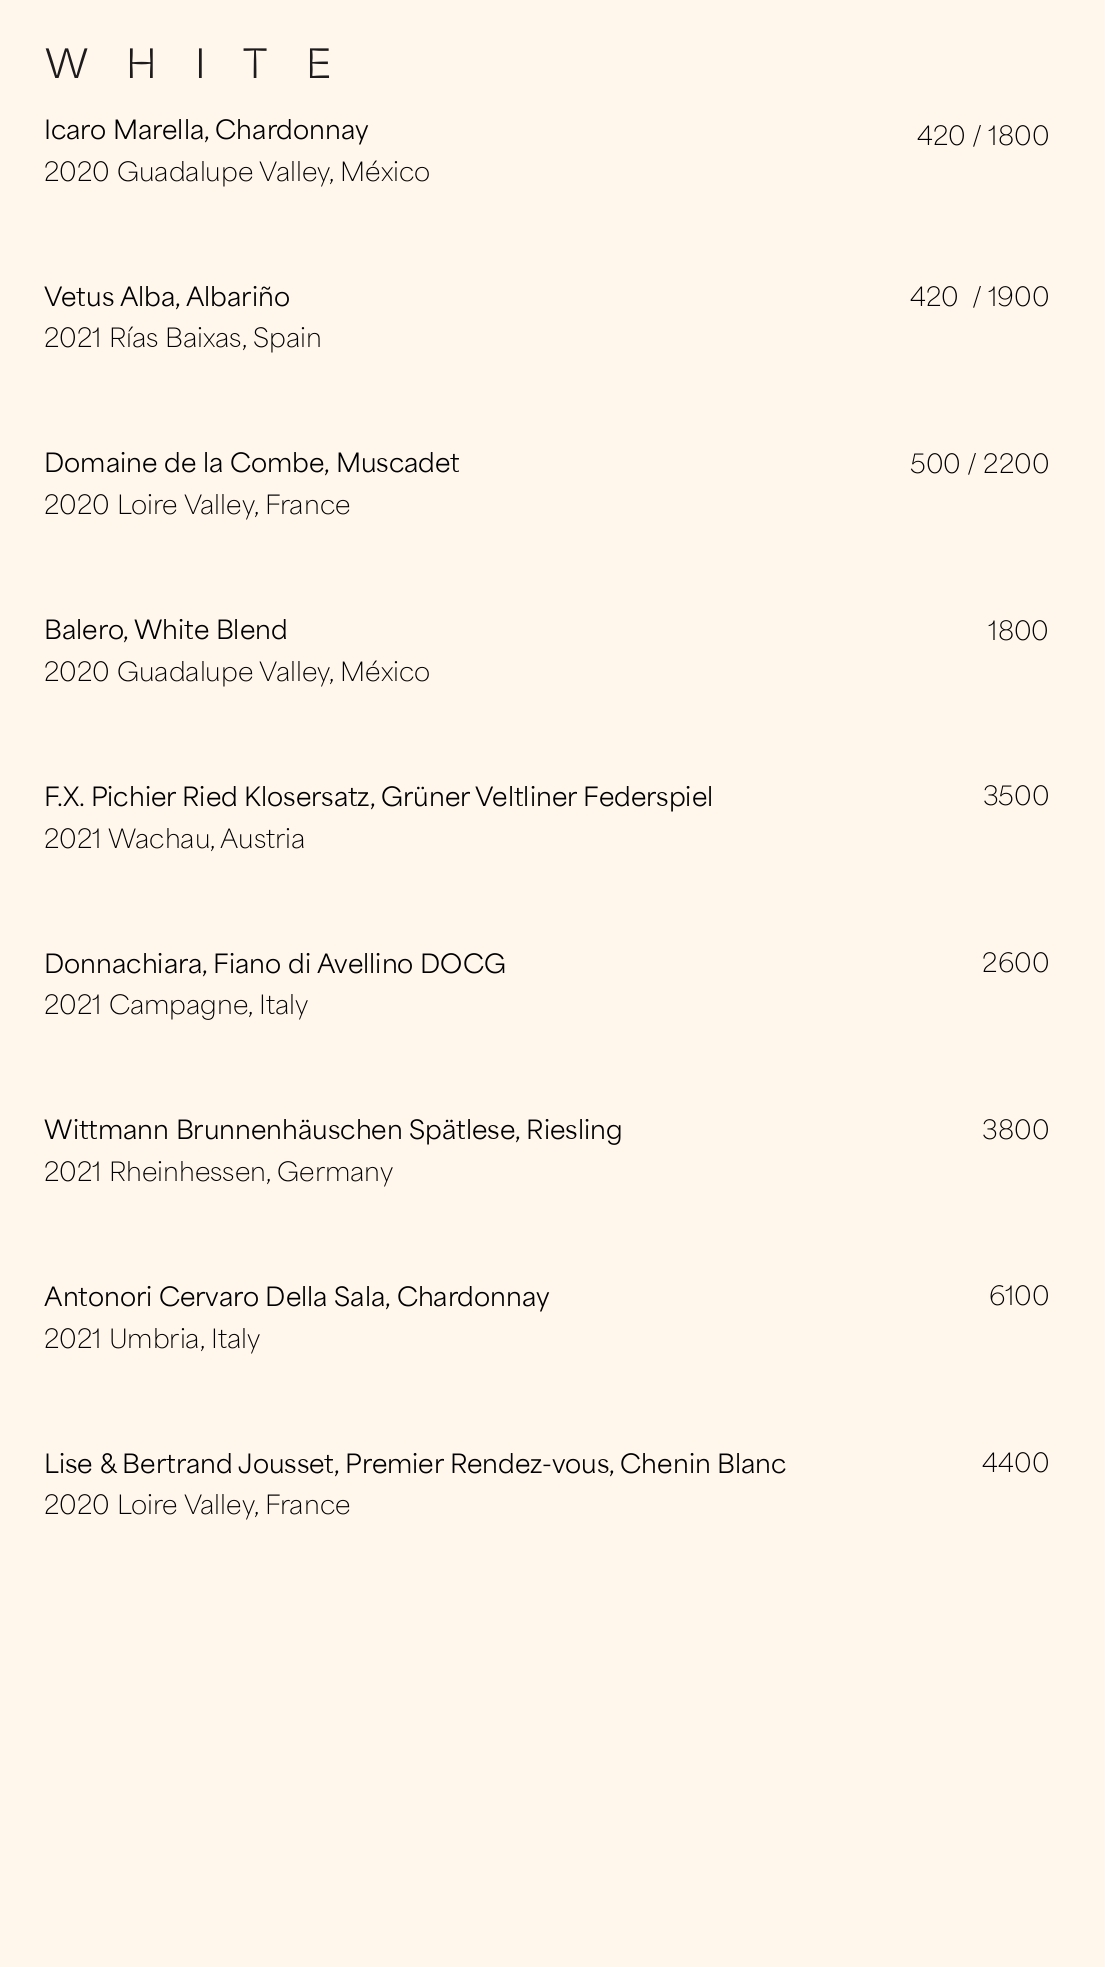 WHITE
Icaro Marella, Chardonnay 420 / 1800
2020 Guadalupe Valley, México
Vetus Alba, Albariño 420 / 1900
2021 Rías Baixas, Spain
Domaine de la Combe, Muscadet 500 / 2200
2020 Loire Valley, France
Balero, White Blend 1800
2020 Guadalupe Valley, México
F.X. Pichier Ried Klosersatz, Grüner Veltliner Federspiel 3500
2021 Wachau, Austria
Donnachiara, Fiano di Avellino DOCG 2600
2021 Campagne, Italy
Wittmann Brunnenhäuschen Spätlese, Riesling 3800
2021 Rheinhessen, Germany
Antonori Cervaro Della Sala, Chardonnay 6100
2021 Umbria, Italy
Lise & Bertrand Jousset, Premier Rendez-vous, Chenin Blanc 4400
2020 Loire Valley, France